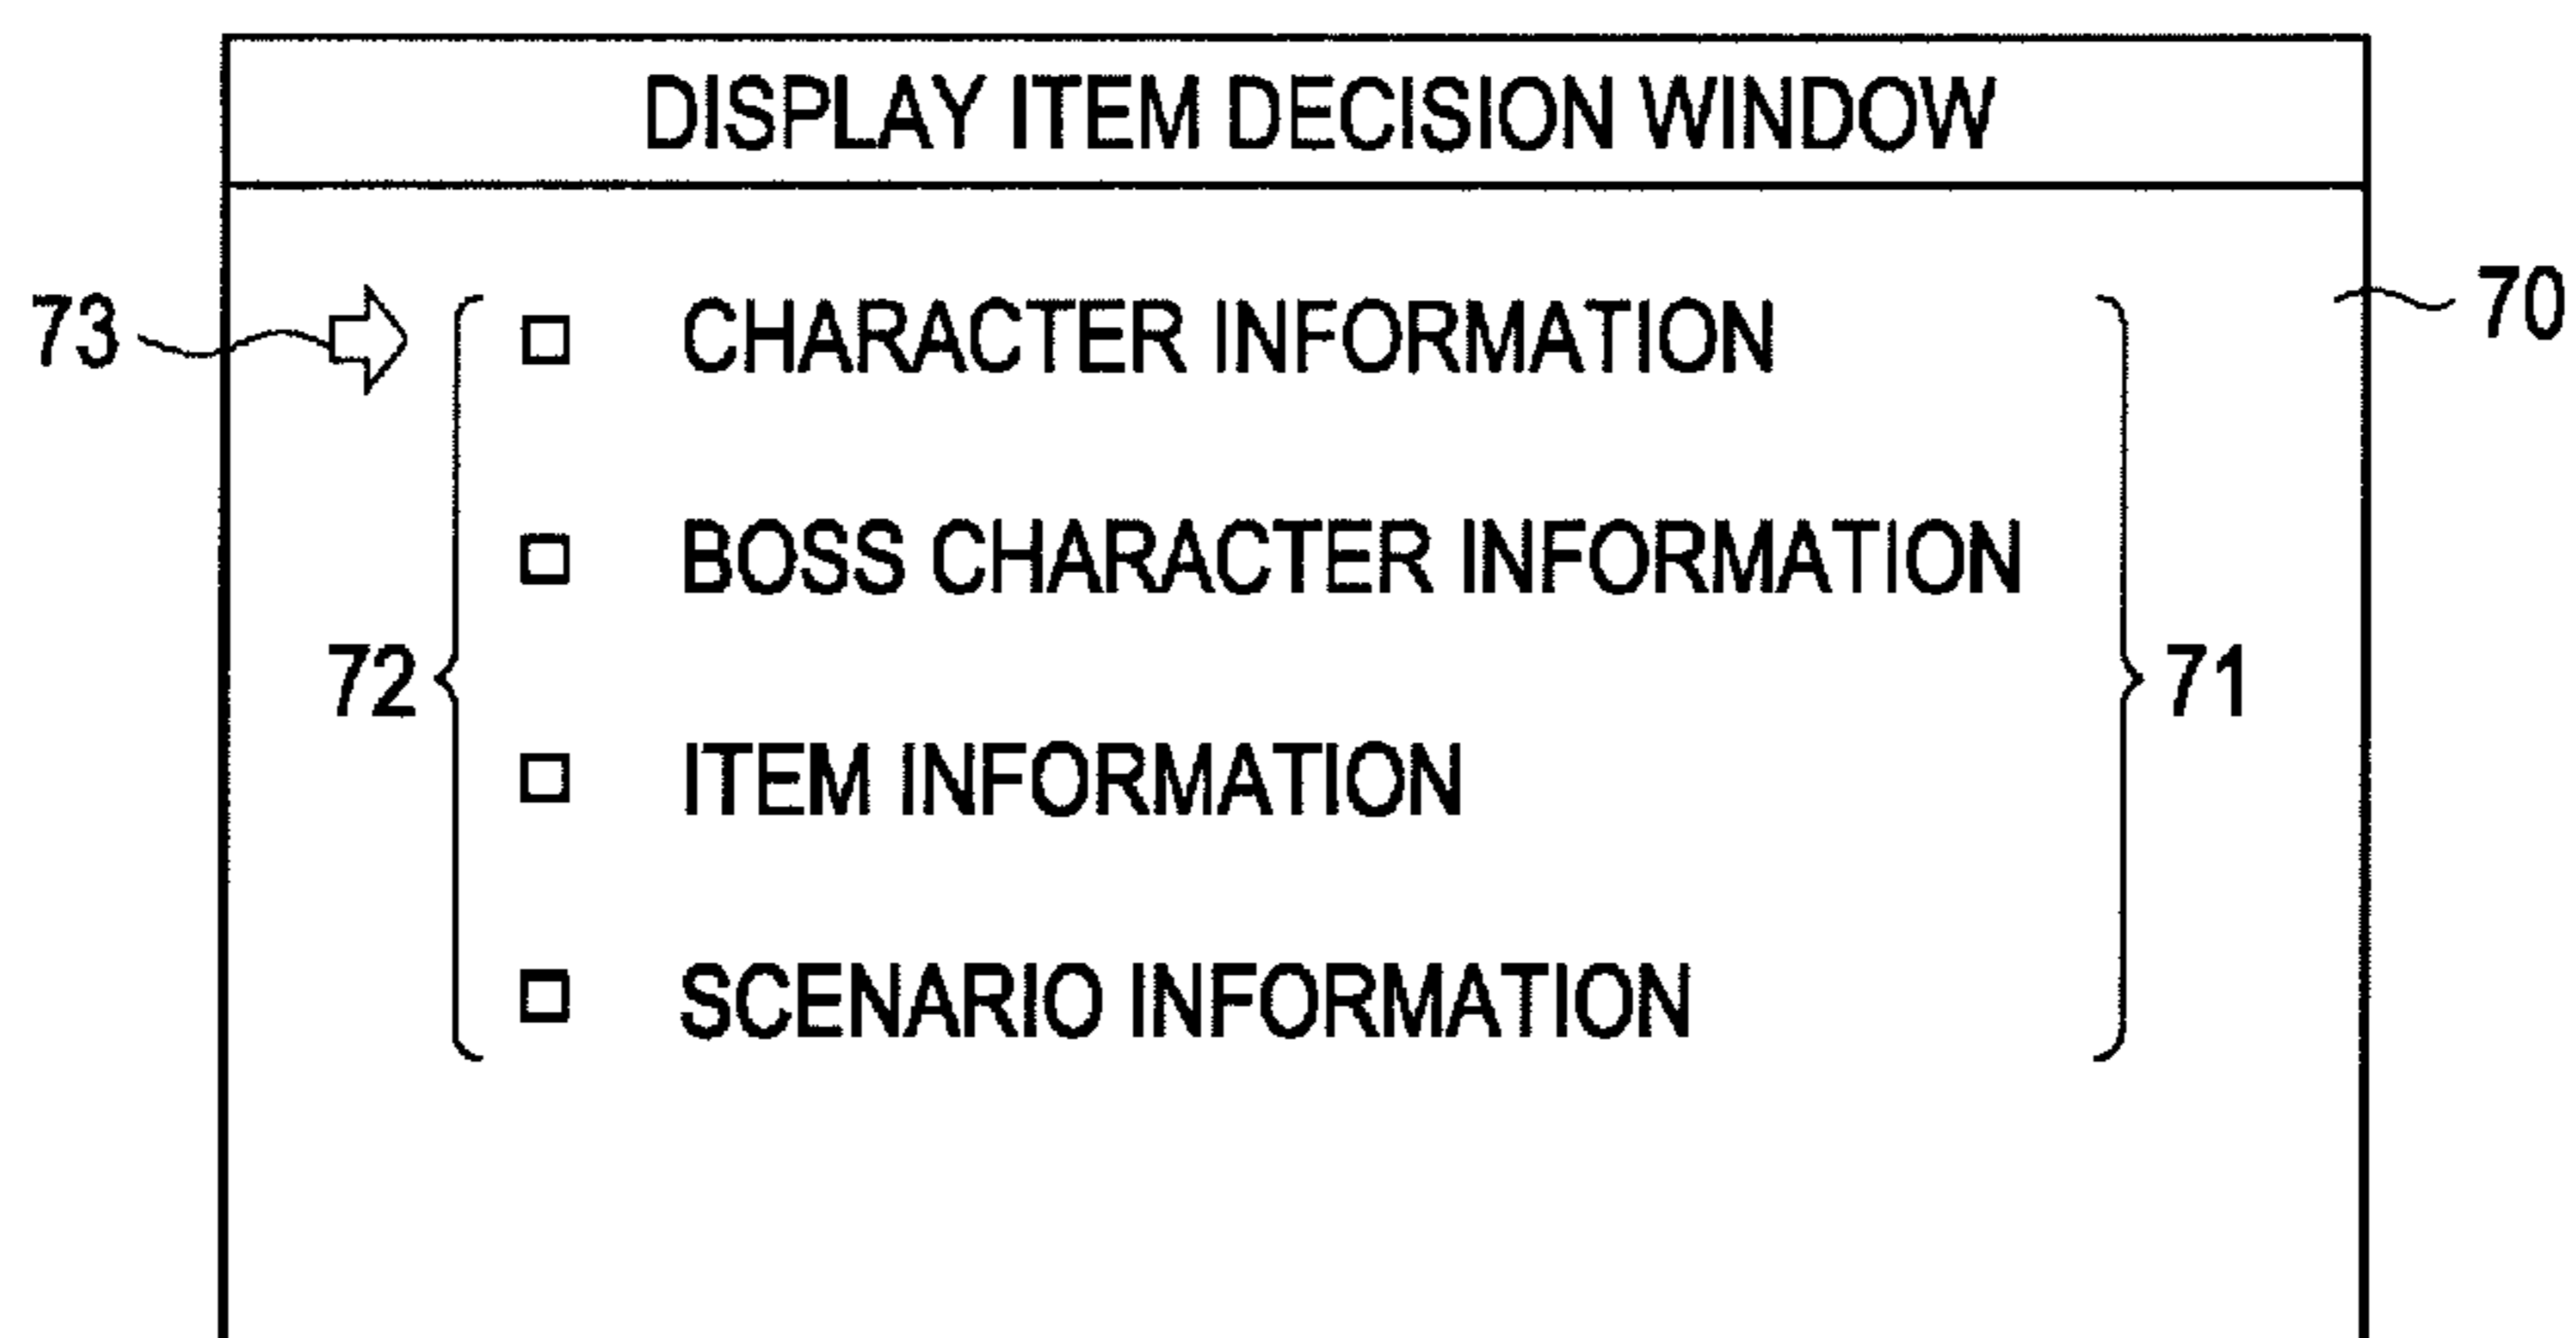 DISPLAY ITEM DECISION WINDOW
73 □ CHARACTER INFORMATION 70
□ BOSS CHARACTER INFORMATION
72 71
□ ITEM INFORMATION
□ SCENARIO INFORMATION